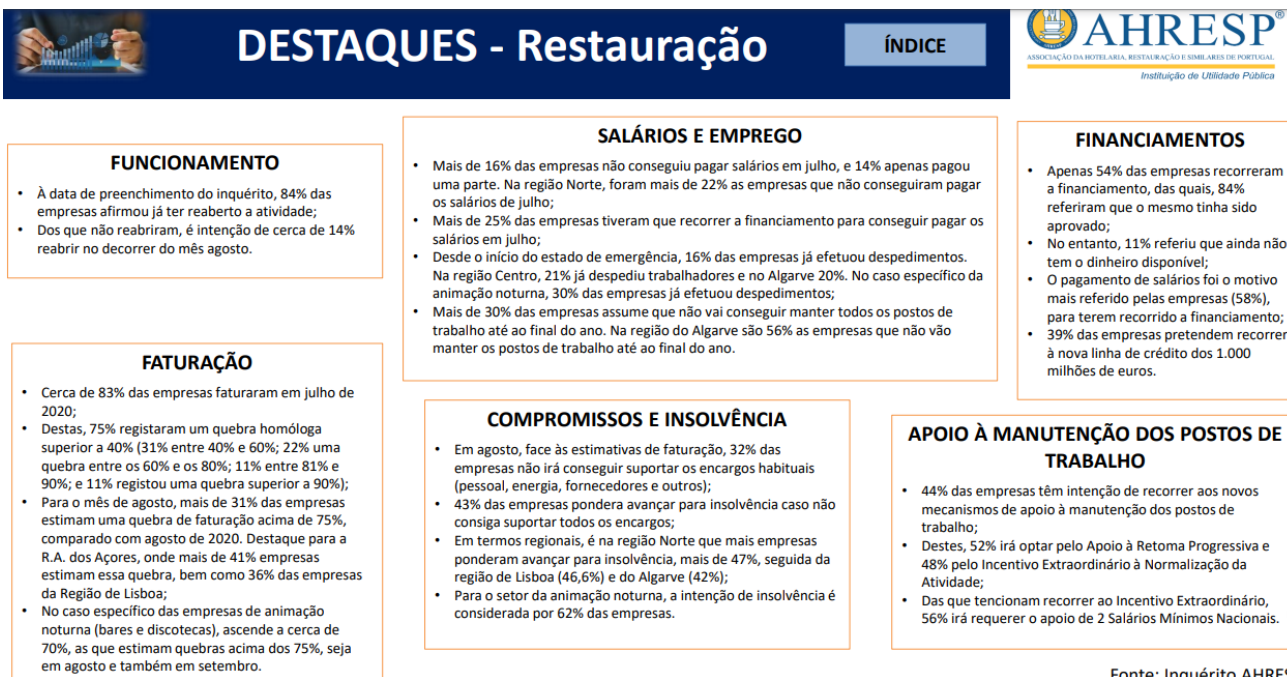 DESTAQUES - Restauração
ÍNDICE
AHRESP®
ASSOCIAÇÃO DA HOTELARIA, RESTAURAÇÃO E SIMILARES DE PORTUGAL
Instituição de Utilidade Pública
FUNCIONAMENTO
• À data de preenchimento do inquérito, 84% das
empresas afirmou já ter reaberto a atividade;
• Dos que não reabriram, é intenção de cerca de 14%
reabrir no decorrer do mês agosto.
FATURAÇÃO
• Cerca de 83% das empresas faturaram em julho de
2020;
• Destas, 75% registaram um quebra homóloga
superior a 40% (31% entre 40% e 60%; 22% uma
quebra entre os 60% e os 80%; 11% entre 81% e
90%; e 11% registou uma quebra superior a 90%);
• Para o mês de agosto, mais de 31% das empresas
estimam uma quebra de faturação acima de 75%,
comparado com agosto de 2020. Destaque para a
R.A. dos Açores, onde mais de 41% empresas
estimam essa quebra, bem como 36% das empresas
da Região de Lisboa;
• No caso específico das empresas de animação
noturna (bares e discotecas), ascende a cerca de
70%, as que estimam quebras acima dos 75%, seja
em agosto e também em setembro.
SALÁRIOS E EMPREGO
• Mais de 16% das empresas não conseguiu pagar salários em julho, e 14% apenas pagou
uma parte. Na região Norte, foram mais de 22% as empresas que não conseguiram pagar
os salários de julho;
• Mais de 25% das empresas tiveram que recorrer a financiamento para conseguir pagar os
salários em julho;
• Desde o início do estado de emergência, 16% das empresas já efetuou despedimentos.
Na região Centro, 21% já despediu trabalhadores e no Algarve 20%. No caso específico da
animação noturna, 30% das empresas já efetuou despedimentos;
• Mais de 30% das empresas assume que não vai conseguir manter todos os postos de
trabalho até ao final do ano. Na região do Algarve são 56% as empresas que não vão
manter os postos de trabalho até ao final do ano.
COMPROMISSOS E INSOLVÊNCIA
• Em agosto, face às estimativas de faturação, 32% das
empresas não irá conseguir suportar os encargos habituais
(pessoal, energia, fornecedores e outros);
• 43% das empresas pondera avançar para insolvência caso não
consiga suportar todos os encargos;
• Em termos regionais, é na região Norte que mais empresas
ponderam avançar para insolvência, mais de 47%, seguida da
região de Lisboa (46,6%) e do Algarve (42%);
• Para o setor da animação noturna, a intenção de insolvência é
considerada por 62% das empresas.
FINANCIAMENTOS
• Apenas 54% das empresas recorreram
a financiamento, das quais, 84%
referiram que o mesmo tinha sido
aprovado;
• No entanto, 11% referiu que ainda não
tem o dinheiro disponível;
• O pagamento de salários foi o motivo
mais referido pelas empresas (58%),
para terem recorrido a financiamento;
• 39% das empresas pretendem recorrer
à nova linha de crédito dos 1.000
milhões de euros.
APOIO À MANUTENÇÃO DOS POSTOS DE
TRABALHO
• 44% das empresas têm intenção de recorrer aos novos
mecanismos de apoio à manutenção dos postos de
trabalho;
• Destes, 52% irá optar pelo Apoio à Retoma Progressiva e
48% pelo Incentivo Extraordinário à Normalização da
Atividade;
• Das que tencionam recorrer ao Incentivo Extraordinário,
56% irá requerer o apoio de 2 Salários Mínimos Nacionais.
Fonte: Inquérito AHRES